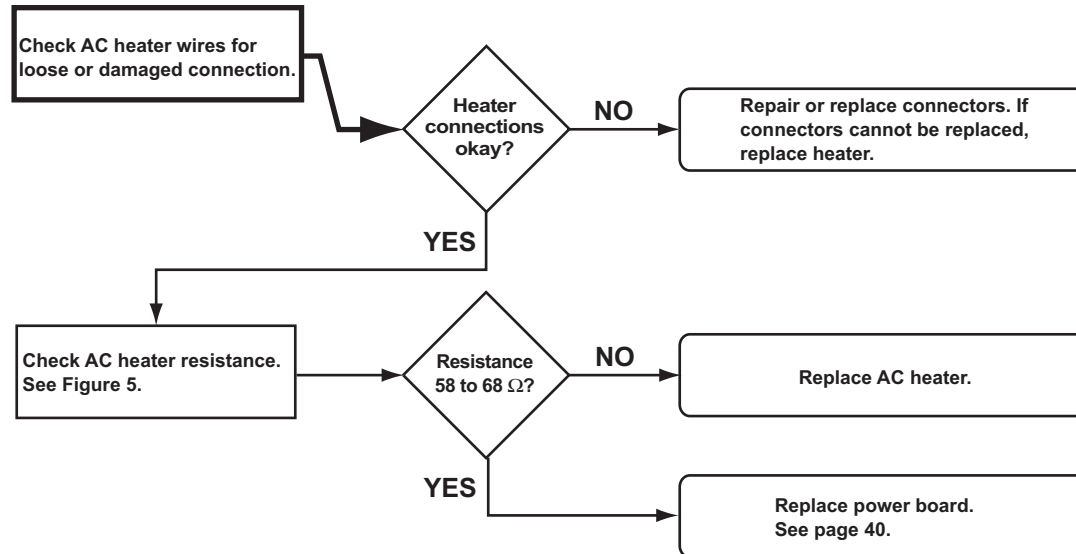 Check AC heater wires for
loose or damaged connection.
Heater
connections
okay?
NO
Repair or replace connectors. If
connectors cannot be replaced,
replace heater.
YES
Check AC heater resistance.
See Figure 5.
Resistance
58 to 68 Ω?
NO
Replace AC heater.
YES
Replace power board.
See page 40.